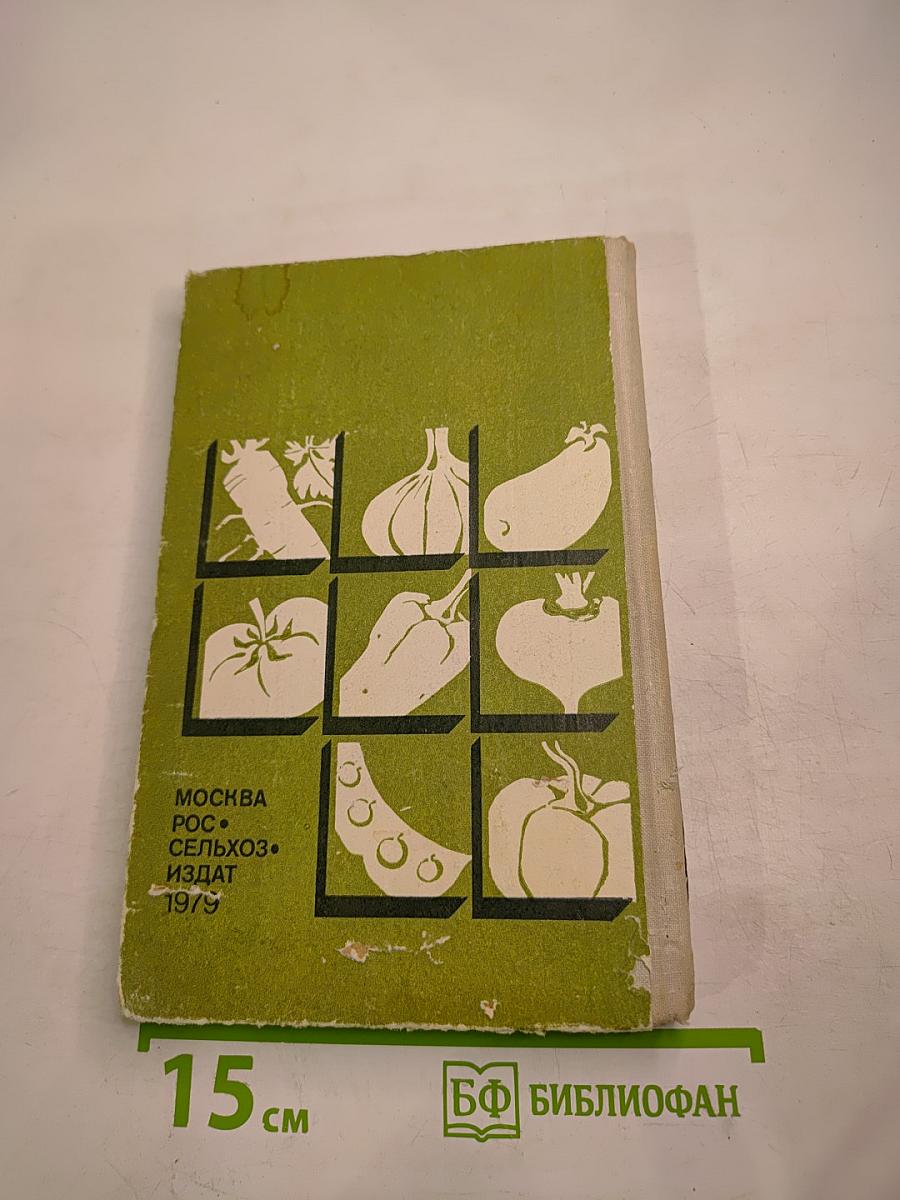 МОСКВА
РОС•
СЕЛЬХОЗ•
ИЗДАТ
1979
15 см
БФ БИБЛИОФАН